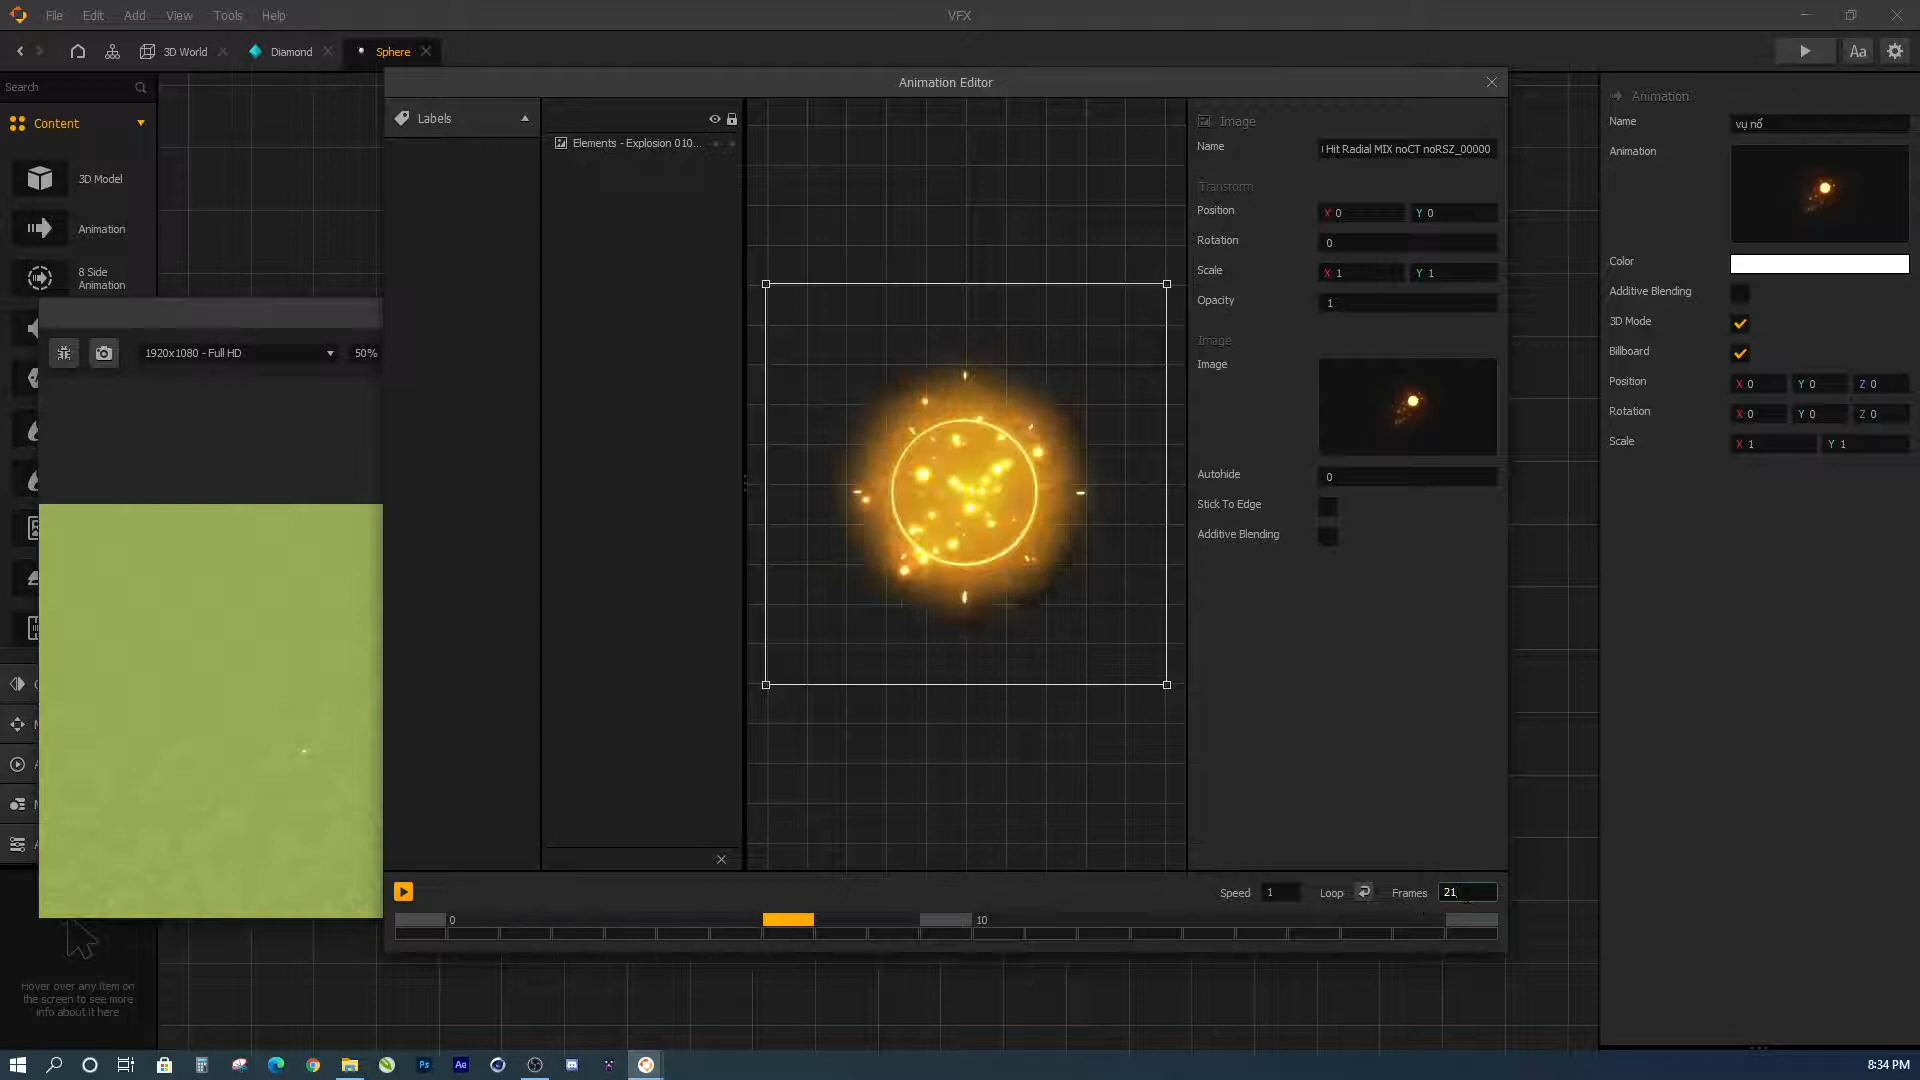 File Edit Add View Tools Help
VFX
3D World
Diamond
Sphere
Aa
Search
Content
3D Model
Animation
8 Side
Animation
1920x1080 - Full HD
50%
Hover over any item on
the screen to see more
info about it here
Animation Editor
Labels
Elements - Explosion 010...
Image
Name
Hit Radial MIX noCT noRSZ_00000
Transform
Position X 0 Y 0
Rotation 0
Scale X 1 Y 1
Opacity 1
Image
Image
Autohide 0
Stick To Edge
Additive Blending
Speed 1 Loop Frames 21
0 10
Animation
Name vụ nổ
Animation
Color
Additive Blending
3D Mode
Billboard
Position X 0 Y 0 Z 0
Rotation X 0 Y 0 Z 0
Scale X 1 Y 1
Ps
Ae
8:34 PM